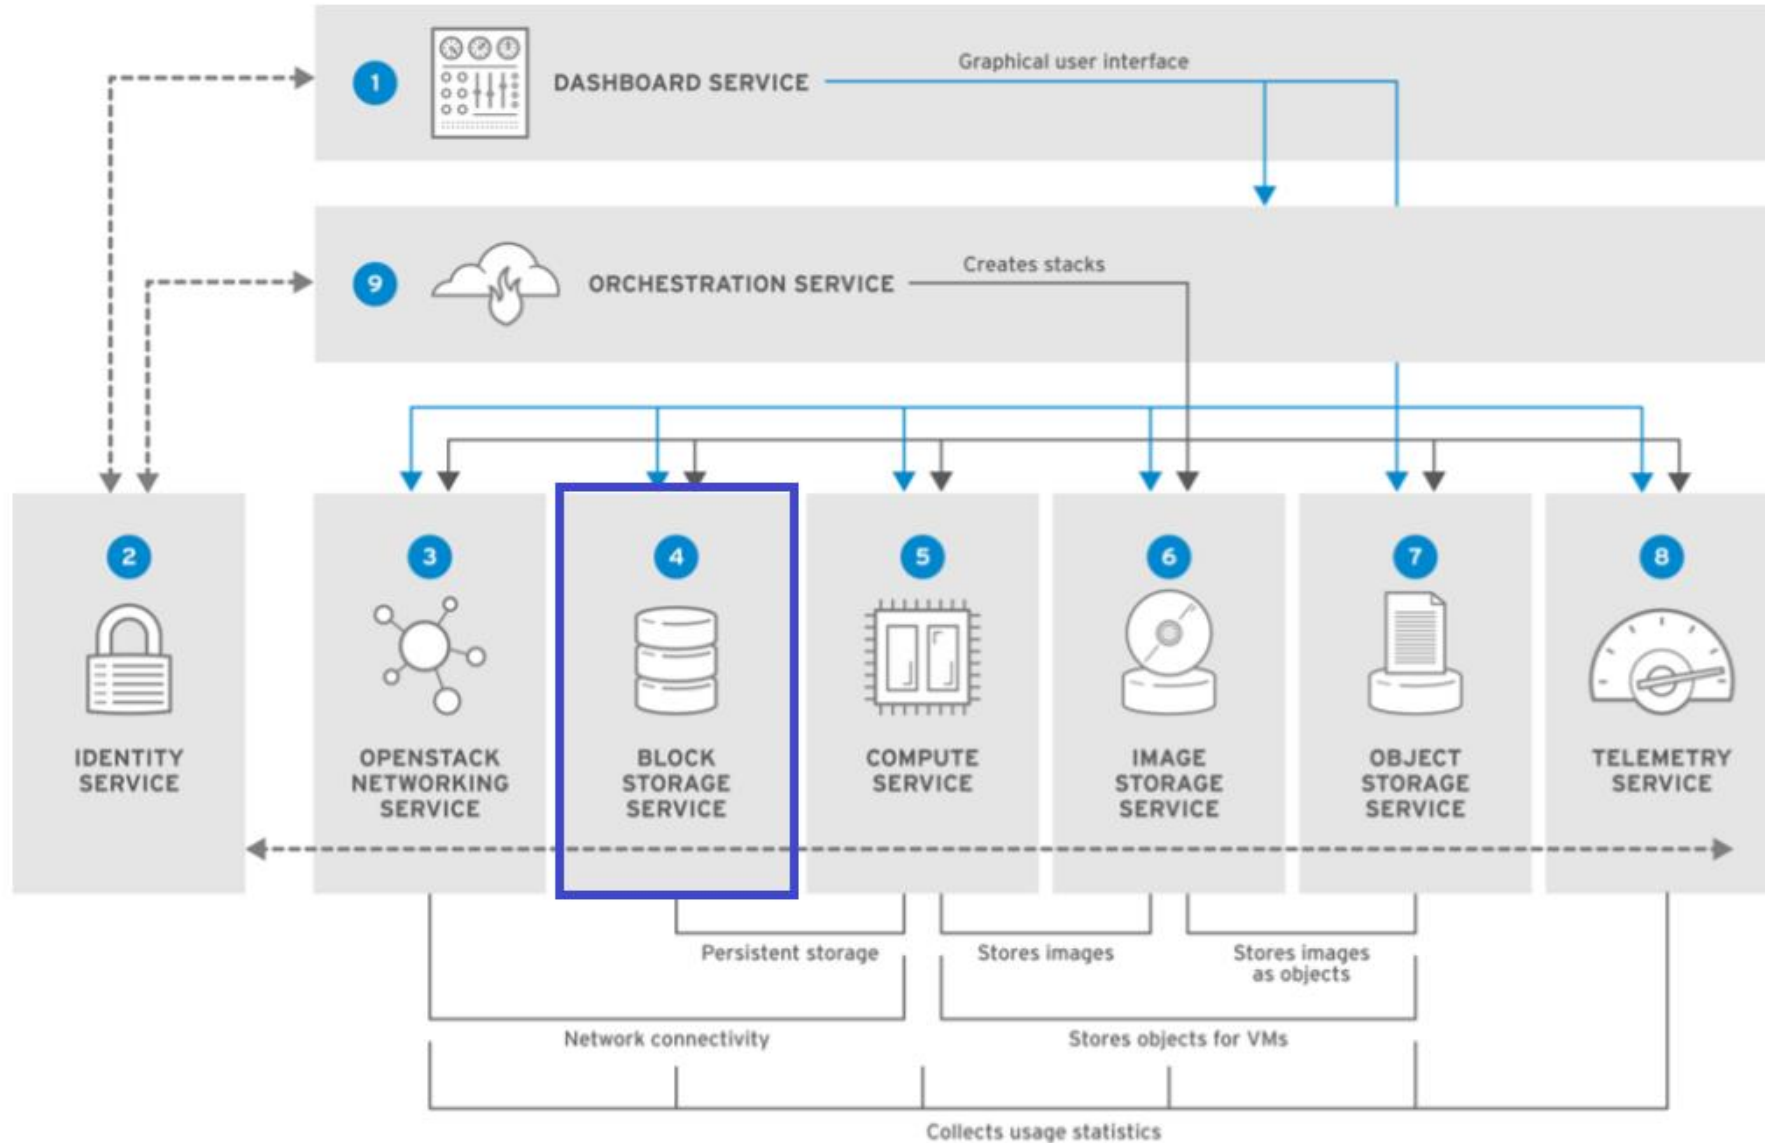 1
DASHBOARD SERVICE
Graphical user interface
9
ORCHESTRATION SERVICE
Creates stacks
2
IDENTITY
SERVICE
3
OPENSTACK
NETWORKING
SERVICE
4
BLOCK
STORAGE
SERVICE
5
COMPUTE
SERVICE
6
IMAGE
STORAGE
SERVICE
7
OBJECT
STORAGE
SERVICE
8
TELEMETRY
SERVICE
Persistent storage
Stores images
Stores images
as objects
Network connectivity
Stores objects for VMs
Collects usage statistics